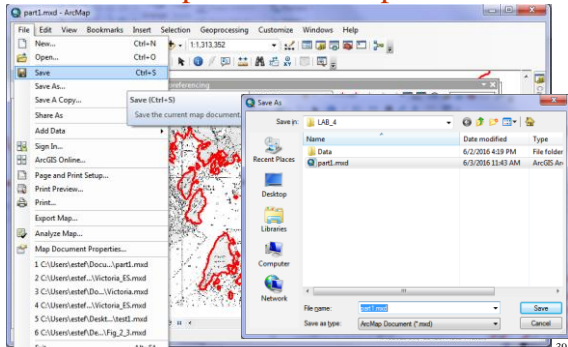 part1.mxd - ArcMap
File Edit View Bookmarks Insert Selection Geoprocessing Customize Windows Help
New... Ctrl+N
1:1,313,352
Open... Ctrl+O
Save Ctrl+S
Save As...
Save A Copy...
Save (Ctrl+S)
Share As
Save the current map document.
Add Data
Sign In...
ArcGIS Online...
Page and Print Setup...
Print Preview...
Print...
Export Map...
Analyze Map...
Map Document Properties...
1 C:\Users\estef\Docu...\part1.mxd
2 C:\Users\estef\...\Victoria_ES.mxd
3 C:\Users\estef\Do...\Victoria.mxd
4 C:\Users\estef\...\Victoria_ES.mxd
5 C:\Users\estef\Deskt...\test1.mxd
6 C:\Users\estef\De...\Fig_2_3.mxd
Save As
Save in: LAB_4
Name Date modified Type
Data 6/2/2016 4:19 PM File folder
part1.mxd 6/3/2016 11:43 AM ArcGIS Arc
Recent Places
Desktop
Libraries
Computer
Network
File name: part1.mxd Save
Save as type: ArcMap Document (*.mxd) Cancel